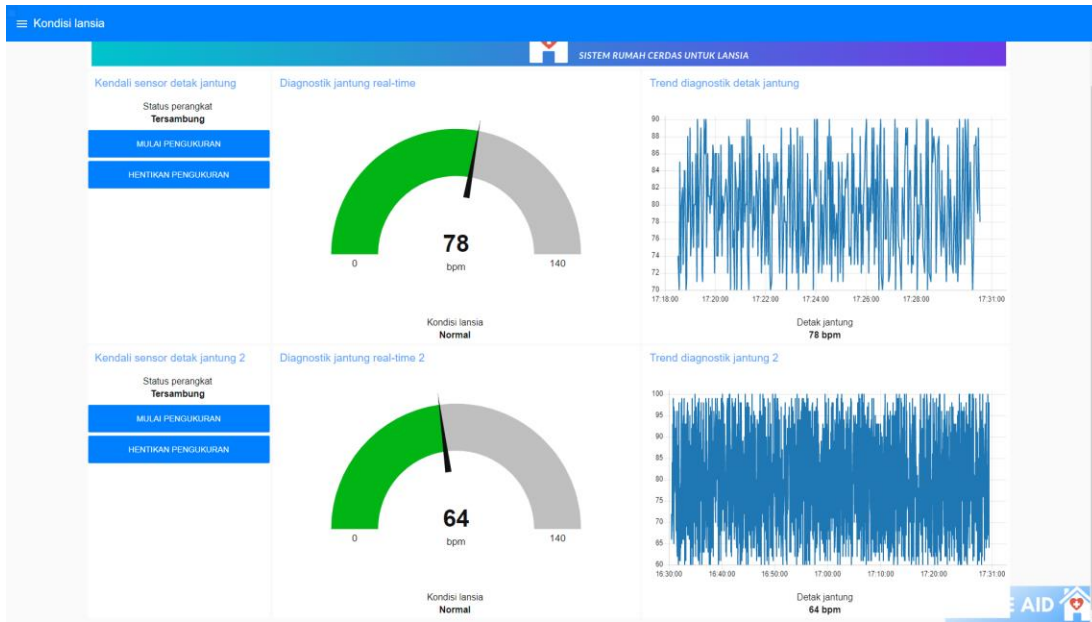 Kondisi lansia
SISTEM RUMAH CERDAS UNTUK LANSIA
Kendali sensor detak jantung
Status perangkat
Tersambung
MULAI PENGUKURAN
HENTIKAN PENGUKURAN
Diagnostik jantung real-time
78
bpm
0
140
Kondisi lansia
Normal
Trend diagnostik detak jantung
90
88
86
84
82
80
78
76
74
72
70
17:18:00 17:20:00 17:22:00 17:24:00 17:26:00 17:28:00 17:31:00
Detak jantung
78 bpm
Kendali sensor detak jantung 2
Status perangkat
Tersambung
MULAI PENGUKURAN
HENTIKAN PENGUKURAN
Diagnostik jantung real-time 2
64
bpm
0
140
Kondisi lansia
Normal
Trend diagnostik jantung 2
100
95
90
85
80
75
70
65
60
16:30:00 16:40:00 16:50:00 17:00:00 17:10:00 17:20:00 17:31:00
Detak jantung
64 bpm
AID